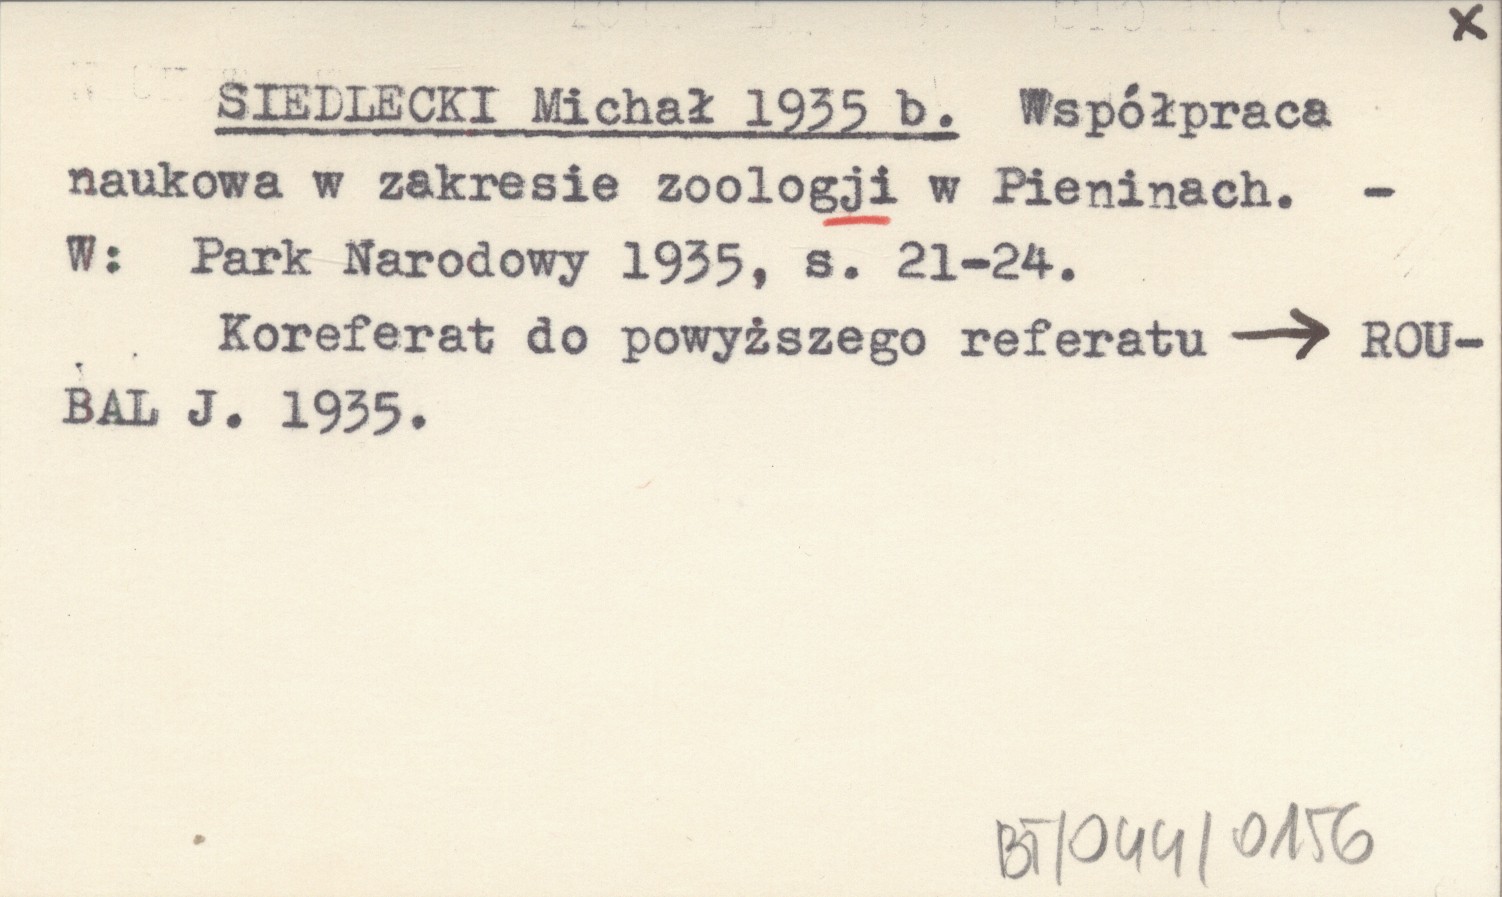 x
SIEDLECKI Michał 1935 b. Współpraca
naukowa w zakresie zoologji w Pieninach. -
W: Park Narodowy 1935, s. 21-24.
Koreferat do powyższego referatu → ROU-
BAL J. 1935.
BT/044/0156